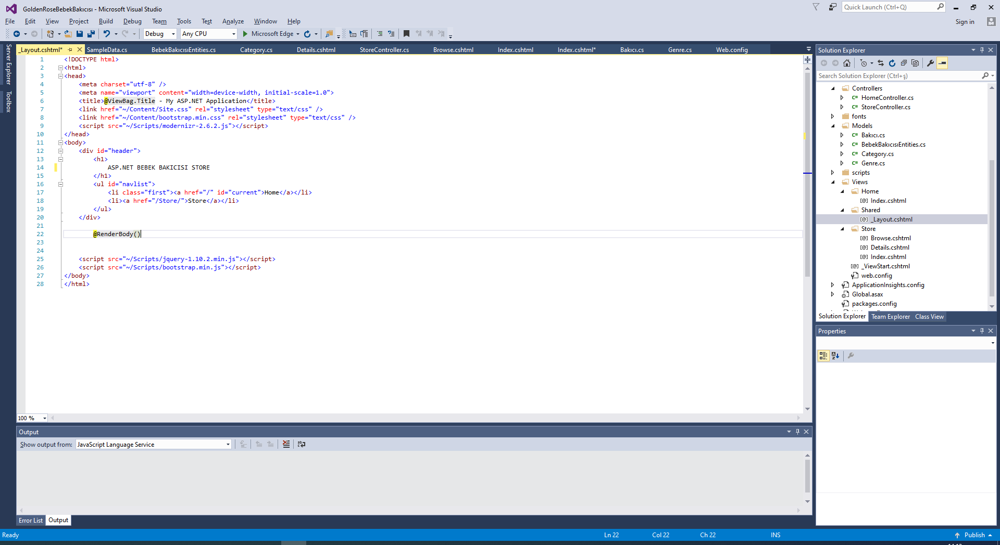 GoldenRoseBebekBakıcısı - Microsoft Visual Studio
Quick Launch (Ctrl+Q)
File Edit View Project Build Debug Team Tools Test Analyze Window Help
Sign in
Debug Any CPU Microsoft Edge
Server Explorer
Toolbox
_Layout.cshtml* SampleData.cs BebekBakıcısıEntities.cs Category.cs Details.cshtml StoreController.cs Browse.cshtml Index.cshtml Index.cshtml* Bakıcı.cs Genre.cs Web.config
1 <!DOCTYPE html>
2 <html>
3 <head>
4 <meta charset="utf-8" />
5 <meta name="viewport" content="width=device-width, initial-scale=1.0">
6 <title>@ViewBag.Title - My ASP.NET Application</title>
7 <link href="~/Content/Site.css" rel="stylesheet" type="text/css" />
8 <link href="~/Content/bootstrap.min.css" rel="stylesheet" type="text/css" />
9 <script src="~/Scripts/modernizr-2.6.2.js"></script>
10 </head>
11 <body>
12 <div id="header">
13 <h1>
14 ASP.NET BEBEK BAKICISI STORE
15 </h1>
16 <ul id="navlist">
17 <li class="first"><a href="/" id="current">Home</a></li>
18 <li><a href="/Store/">Store</a></li>
19 </ul>
20 </div>
21
22 @RenderBody()
23
24
25 <script src="~/Scripts/jquery-1.10.2.min.js"></script>
26 <script src="~/Scripts/bootstrap.min.js"></script>
27 </body>
28 </html>
100 %
Output
Show output from: JavaScript Language Service
Error List Output
Solution Explorer
Search Solution Explorer (Ctrl+ş)
Controllers
C# HomeController.cs
C# StoreController.cs
fonts
Models
C# Bakıcı.cs
C# BebekBakıcısıEntities.cs
C# Category.cs
C# Genre.cs
scripts
Views
Home
[@] Index.cshtml
Shared
[@] _Layout.cshtml
Store
[@] Browse.cshtml
[@] Details.cshtml
[@] Index.cshtml
[@] _ViewStart.cshtml
web.config
ApplicationInsights.config
Global.asax
packages.config
Solution Explorer Team Explorer Class View
Properties
Ready Ln 22 Col 22 Ch 22 INS Publish